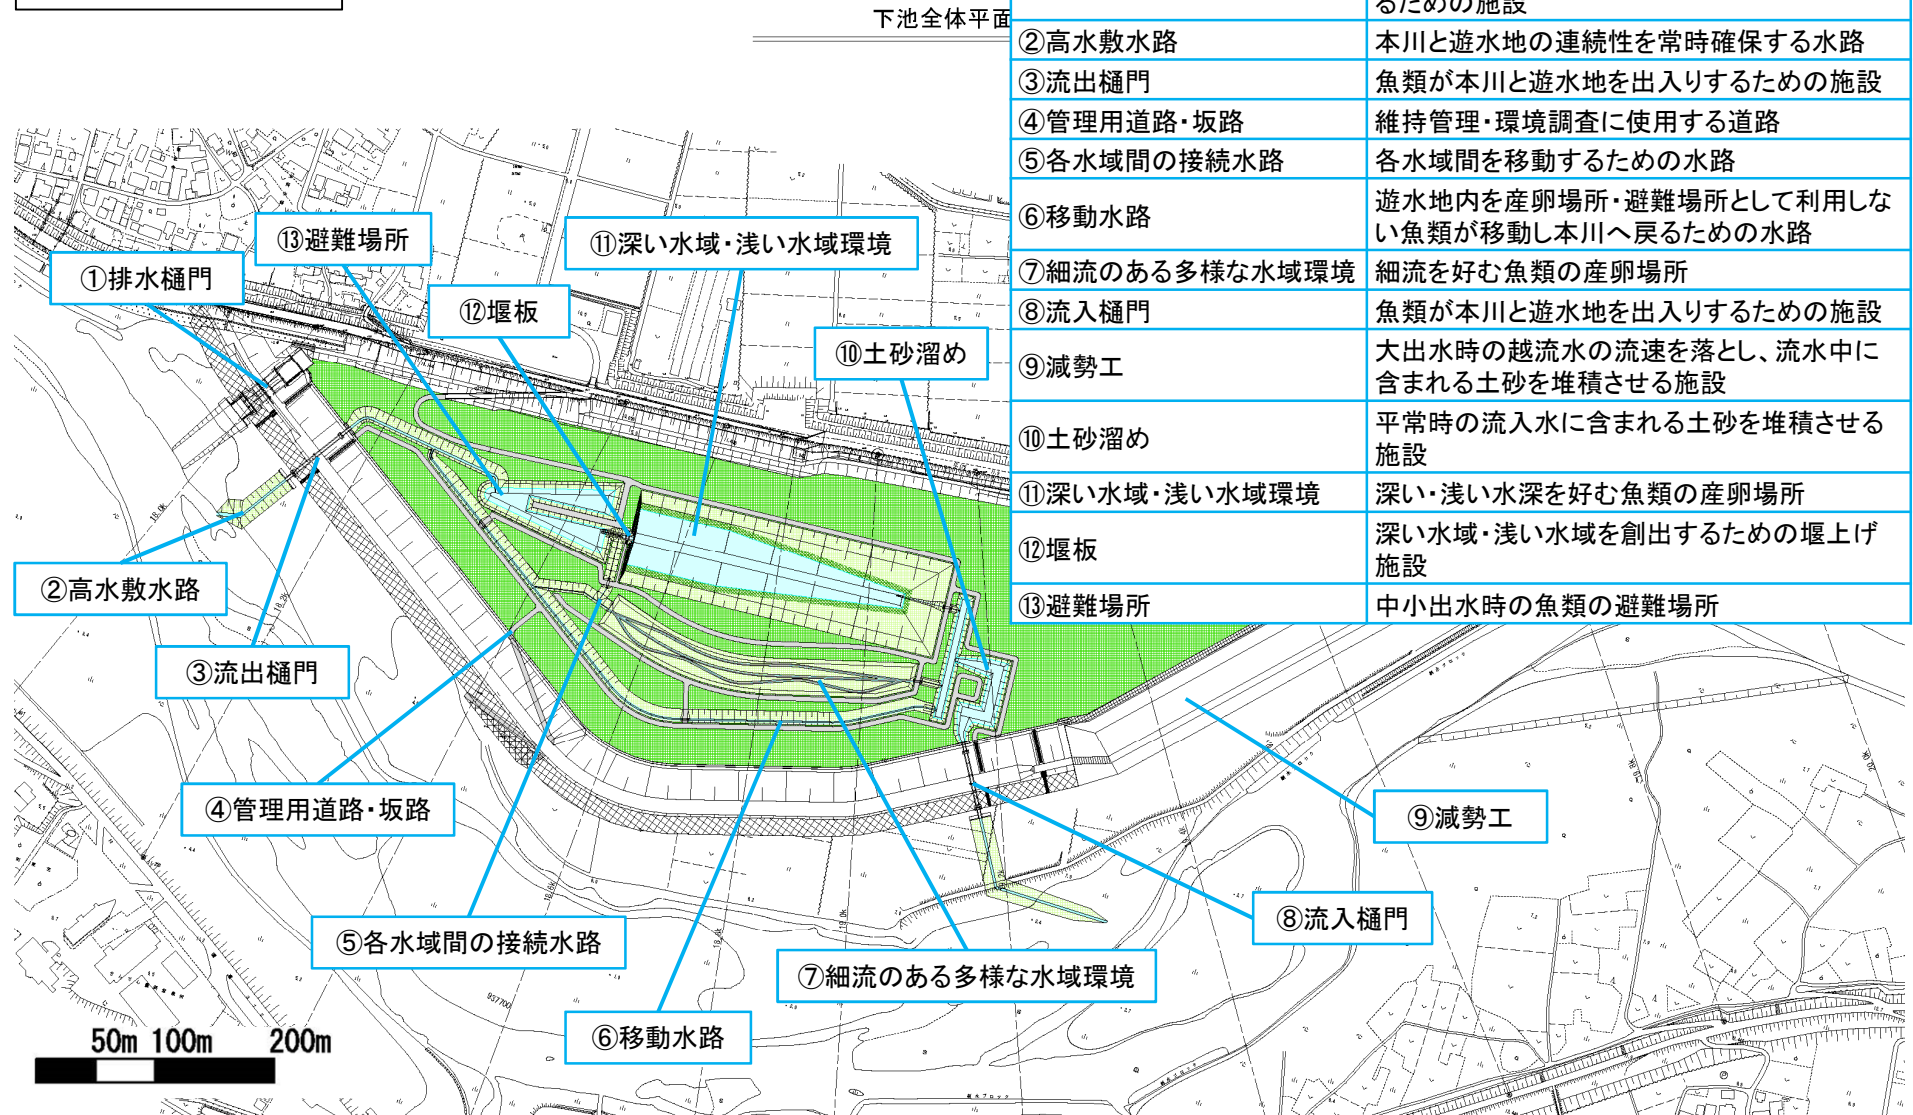 下池全体平面
るための施設
②高水敷水路 本川と遊水地の連続性を常時確保する水路
③流出樋門 魚類が本川と遊水地を出入りするための施設
④管理用道路・坂路 維持管理・環境調査に使用する道路
⑤各水域間の接続水路 各水域間を移動するための水路
⑥移動水路 遊水地内を産卵場所・避難場所として利用しな
い魚類が移動し本川へ戻るための水路
⑦細流のある多様な水域環境 細流を好む魚類の産卵場所
⑧流入樋門 魚類が本川と遊水地を出入りするための施設
⑨減勢工 大出水時の越流水の流速を落とし、流水中に
含まれる土砂を堆積させる施設
⑩土砂溜め 平常時の流入水に含まれる土砂を堆積させる
施設
⑪深い水域・浅い水域環境 深い・浅い水深を好む魚類の産卵場所
⑫堰板 深い水域・浅い水域を創出するための堰上げ
施設
⑬避難場所 中小出水時の魚類の避難場所
⑬避難場所
⑪深い水域・浅い水域環境
①排水樋門
⑫堰板
⑩土砂溜め
②高水敷水路
③流出樋門
④管理用道路・坂路
⑨減勢工
⑧流入樋門
⑤各水域間の接続水路
⑦細流のある多様な水域環境
⑥移動水路
18.0k
18.2k
18.6k
19.0k
937700
50m 100m 200m